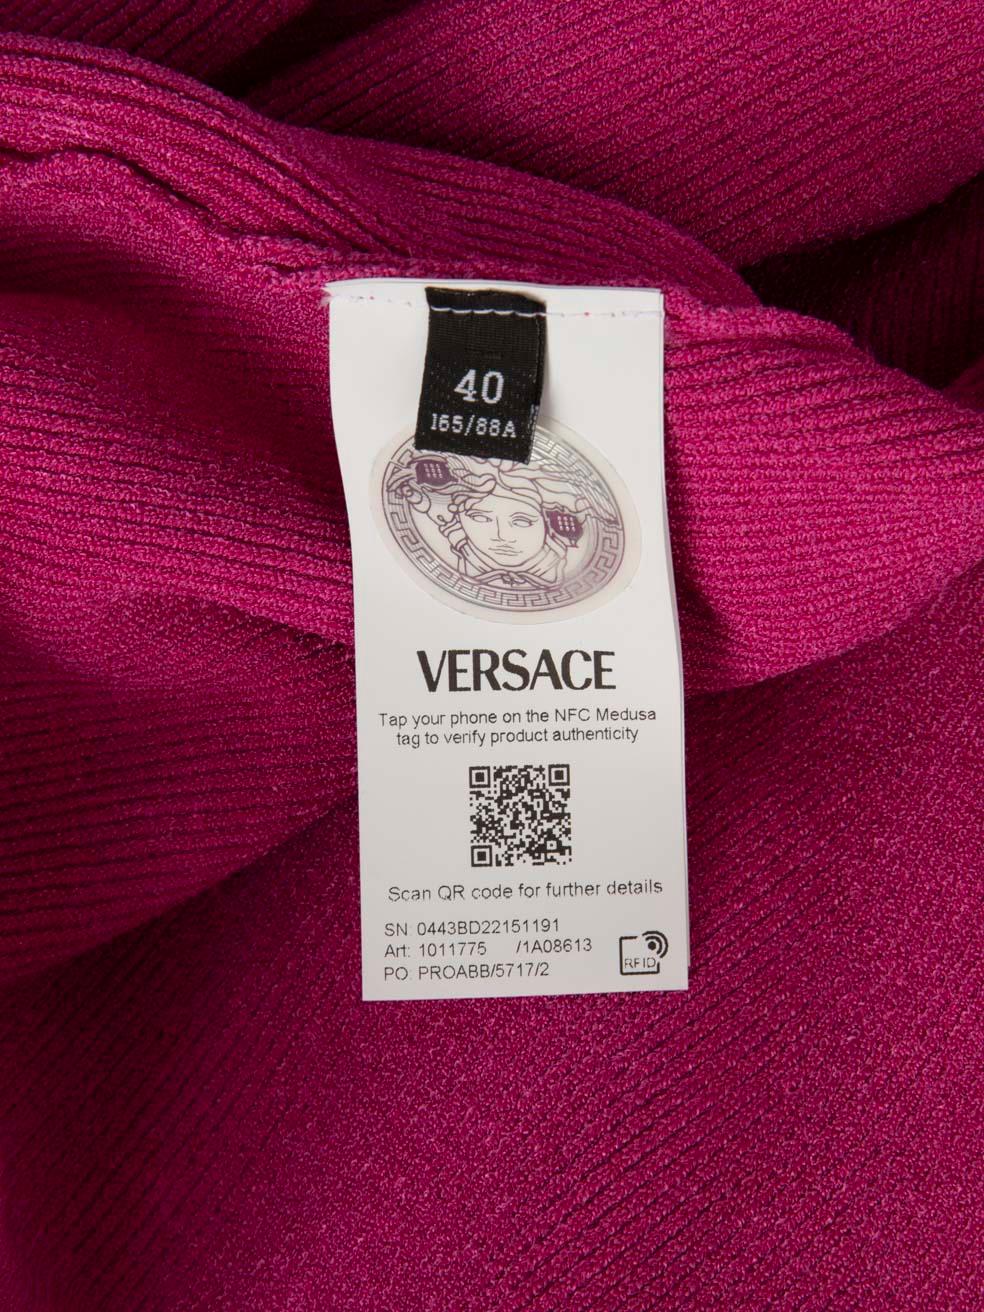 40
165/88A
VERSACE
Tap your phone on the NFC Medusa
tag to verify product authenticity
Scan QR code for further details
SN: 0443BD22151191
Art: 1011775 /1A08613
PO: PROABB/5717/2
RFID